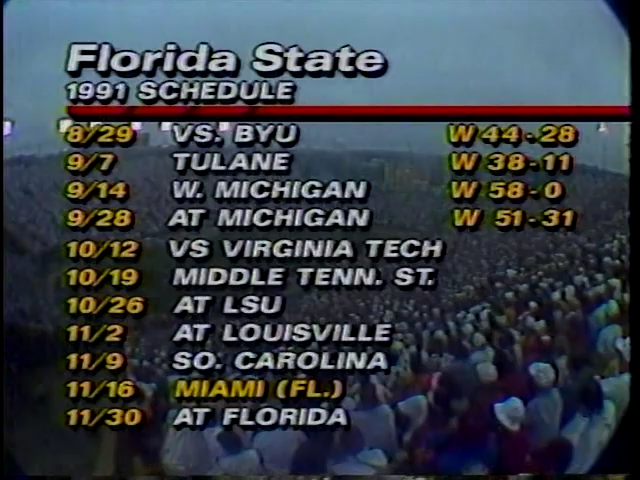 Florida State
1991 SCHEDULE
8/29 VS. BYU W 44-28
9/7 TULANE W 38-11
9/14 W. MICHIGAN W 58-0
9/28 AT MICHIGAN W 51-31
10/12 VS VIRGINIA TECH
10/19 MIDDLE TENN. ST.
10/26 AT LSU
11/2 AT LOUISVILLE
11/9 SO. CAROLINA
11/16 MIAMI (FL.)
11/30 AT FLORIDA